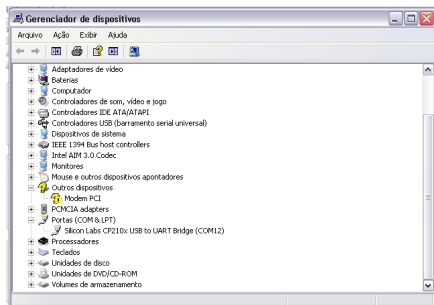 Gerenciador de dispositivos
Arquivo Ação Exibir Ajuda
Adaptadores de vídeo
Baterias
Computador
Controladores de som, vídeo e jogo
Controladores IDE ATA/ATAPI
Controladores USB (barramento serial universal)
Dispositivos de sistema
IEEE 1394 Bus host controllers
Intel AIM 3.0 Codec
Monitores
Mouse e outros dispositivos apontadores
Outros dispositivos
Modem PCI
PCMCIA adapters
Portas (COM & LPT)
Silicon Labs CP210x USB to UART Bridge (COM12)
Processadores
Teclados
Unidades de disco
Unidades de DVD/CD-ROM
Volumes de armazenamento